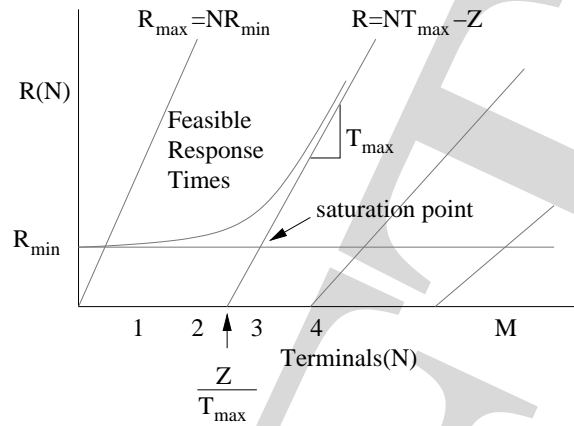 R_max=NR_min
R=NT_max–Z
R(N)
Feasible
Response
Times
T_max
saturation point
R_min
1 2 3 4 M
Terminals(N)
Z
T_max